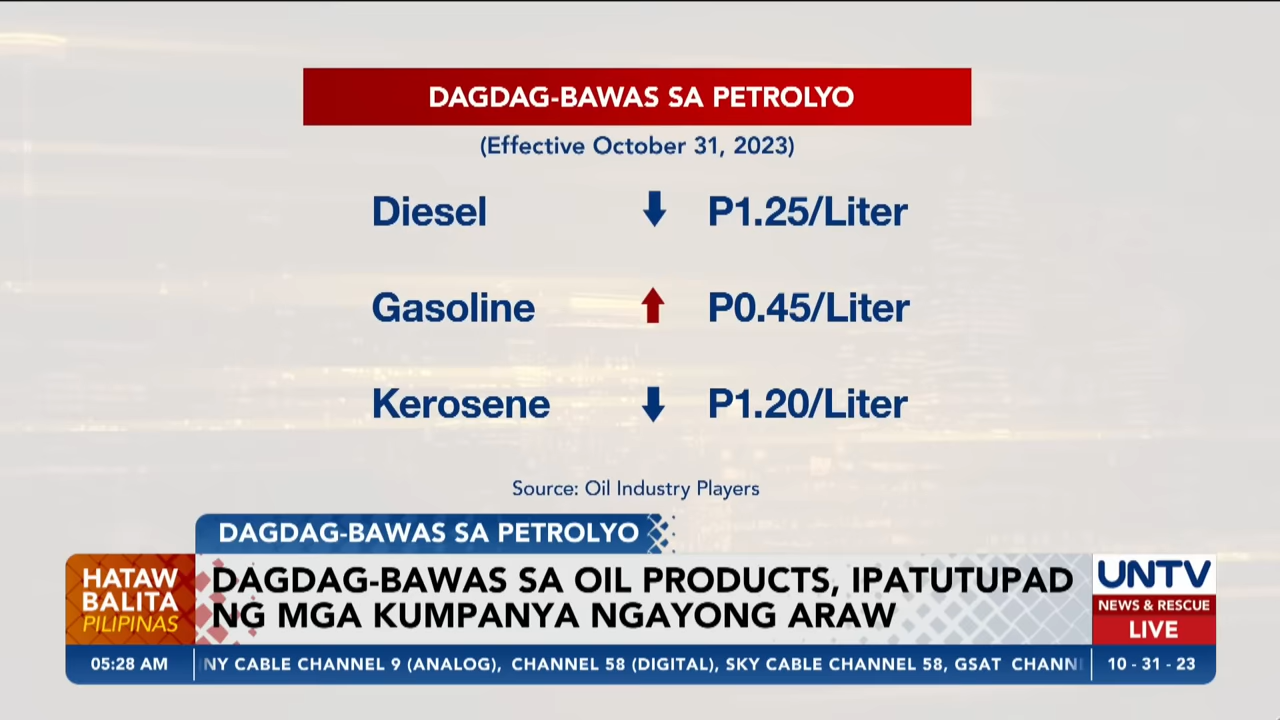 DAGDAG-BAWAS SA PETROLYO
(Effective October 31, 2023)
Diesel P1.25/Liter
Gasoline P0.45/Liter
Kerosene P1.20/Liter
Source: Oil Industry Players
DAGDAG-BAWAS SA PETROLYO
HATAW
BALITA
PILIPINAS
DAGDAG-BAWAS SA OIL PRODUCTS, IPATUTUPAD
NG MGA KUMPANYA NGAYONG ARAW
UNTV
NEWS & RESCUE
LIVE
05:28 AM
NY CABLE CHANNEL 9 (ANALOG), CHANNEL 58 (DIGITAL), SKY CABLE CHANNEL 58, GSAT CHANN
10 - 31 - 23